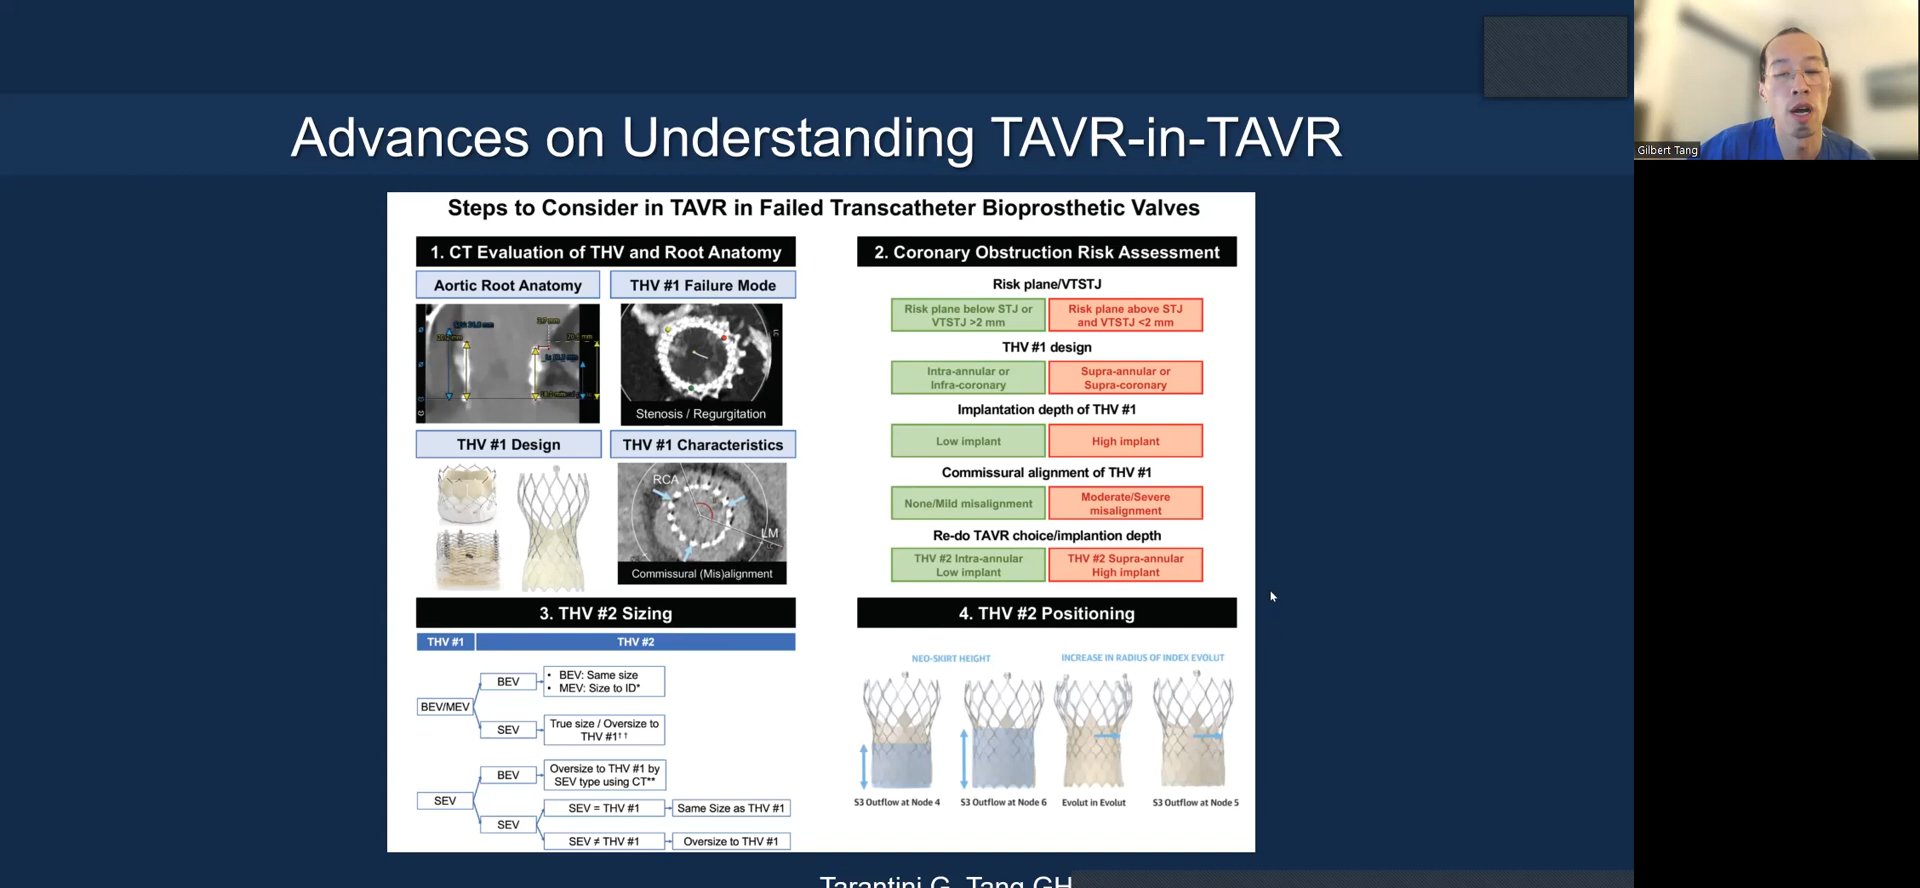 Advances on Understanding TAVR-in-TAVR
Gilbert Tang
Steps to Consider in TAVR in Failed Transcatheter Bioprosthetic Valves
1. CT Evaluation of THV and Root Anatomy
Aortic Root Anatomy
THV #1 Failure Mode
Stenosis / Regurgitation
THV #1 Design
THV #1 Characteristics
RCA
LM
Commissural (Mis)alignment
2. Coronary Obstruction Risk Assessment
Risk plane/VTSTJ
Risk plane below STJ or
VTSTJ >2 mm
Risk plane above STJ
and VTSTJ <2 mm
THV #1 design
Intra-annular or
Infra-coronary
Supra-annular or
Supra-coronary
Implantation depth of THV #1
Low implant
High implant
Commissural alignment of THV #1
None/Mild misalignment
Moderate/Severe
misalignment
Re-do TAVR choice/implantion depth
THV #2 Intra-annular
Low implant
THV #2 Supra-annular
High implant
3. THV #2 Sizing
THV #1
THV #2
BEV/MEV
BEV
• BEV: Same size
• MEV: Size to ID*
SEV
True size / Oversize to
THV #1††
SEV
BEV
Oversize to THV #1 by
SEV type using CT**
SEV
SEV = THV #1
Same Size as THV #1
SEV ≠ THV #1
Oversize to THV #1
4. THV #2 Positioning
NEO-SKIRT HEIGHT
INCREASE IN RADIUS OF INDEX EVOLUT
S3 Outflow at Node 4
S3 Outflow at Node 6
Evolut in Evolut
S3 Outflow at Node 5
Tarantini G, Tang GH